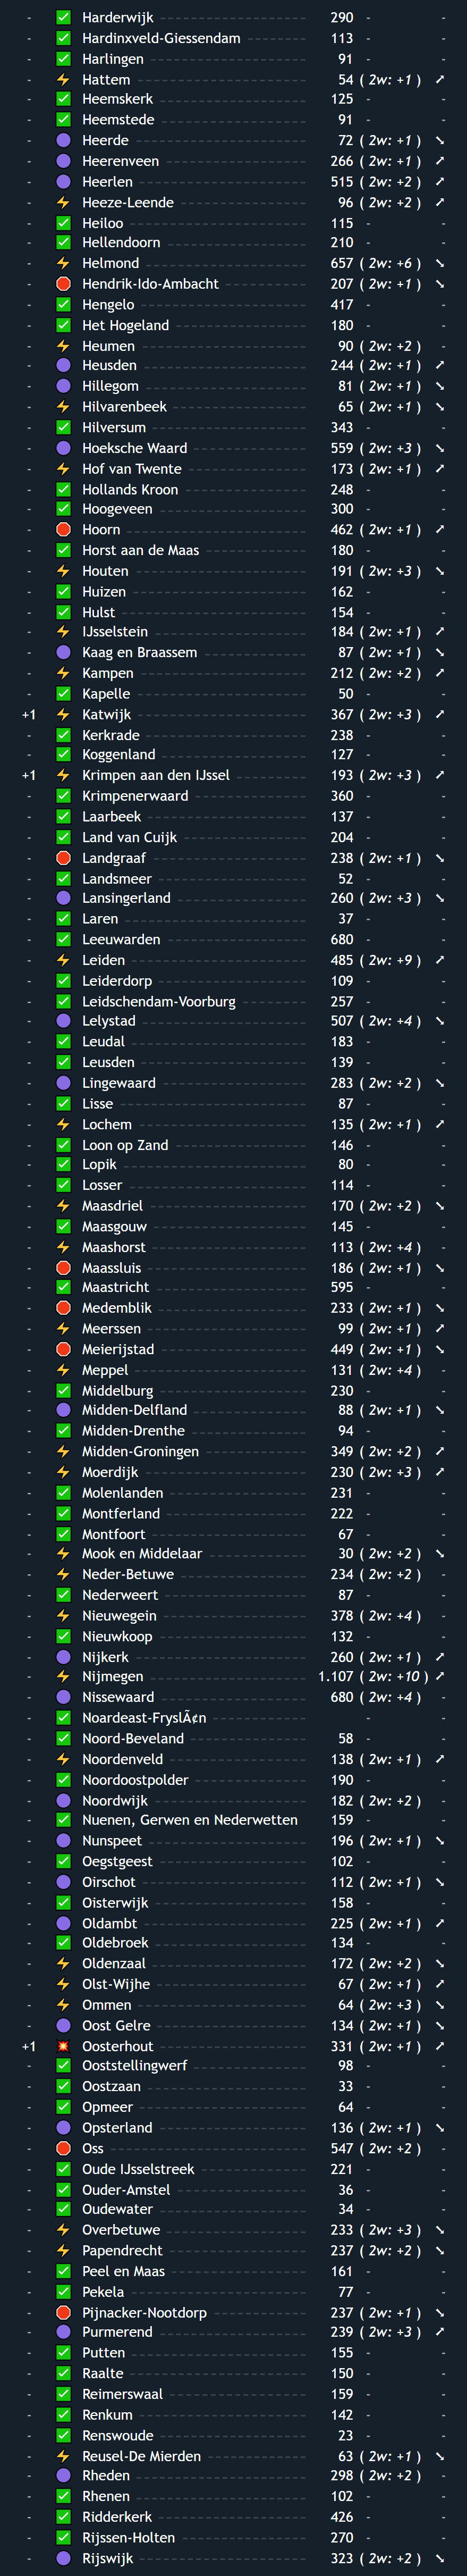 - ✅ Harderwijk 290 - -
- ✅ Hardinxveld-Giessendam 113 - -
- ✅ Harlingen 91 - -
- ⚡ Hattem 54 ( 2w: +1 ) ➚
- ✅ Heemskerk 125 - -
- ✅ Heemstede 91 - -
- 🟣 Heerde 72 ( 2w: +1 ) ➘
- 🟣 Heerenveen 266 ( 2w: +1 ) ➚
- 🟣 Heerlen 515 ( 2w: +2 ) ➚
- ⚡ Heeze-Leende 96 ( 2w: +2 ) ➚
- ✅ Heiloo 115 - -
- ✅ Hellendoorn 210 - -
- ⚡ Helmond 657 ( 2w: +6 ) ➘
- 🛑 Hendrik-Ido-Ambacht 207 ( 2w: +1 ) ➘
- ✅ Hengelo 417 - -
- ✅ Het Hogeland 180 - -
- ⚡ Heumen 90 ( 2w: +2 )
- 🟣 Heusden 244 ( 2w: +1 ) ➚
- 🟣 Hillegom 81 ( 2w: +1 ) ➘
- ⚡ Hilvarenbeek 65 ( 2w: +1 ) ➘
- ✅ Hilversum 343 - -
- 🟣 Hoeksche Waard 559 ( 2w: +3 ) ➘
- ⚡ Hof van Twente 173 ( 2w: +1 ) ➚
- ✅ Hollands Kroon 248 - -
- ✅ Hoogeveen 300 - -
- 🛑 Hoorn 462 ( 2w: +1 ) ➚
- ✅ Horst aan de Maas 180 - -
- ⚡ Houten 191 ( 2w: +3 ) ➘
- ✅ Huizen 162 - -
- ✅ Hulst 154 - -
- ⚡ IJsselstein 184 ( 2w: +1 ) ➚
- 🟣 Kaag en Braassem 87 ( 2w: +1 ) ➘
- ⚡ Kampen 212 ( 2w: +2 ) ➚
- ✅ Kapelle 50 - -
+1 ⚡ Katwijk 367 ( 2w: +3 ) ➚
- ✅ Kerkrade 238 - -
- ✅ Koggenland 127 - -
+1 ⚡ Krimpen aan den IJssel 193 ( 2w: +3 ) ➚
- ✅ Krimpenerwaard 360 - -
- ✅ Laarbeek 137 - -
- ✅ Land van Cuijk 204 - -
- 🛑 Landgraaf 238 ( 2w: +1 ) ➘
- ✅ Landsmeer 52 - -
- 🟣 Lansingerland 260 ( 2w: +3 ) ➘
- ✅ Laren 37 - -
- ✅ Leeuwarden 680 - -
- ⚡ Leiden 485 ( 2w: +9 ) ➚
- ✅ Leiderdorp 109 - -
- ✅ Leidschendam-Voorburg 257 - -
- 🟣 Lelystad 507 ( 2w: +4 ) ➘
- ✅ Leudal 183 - -
- ✅ Leusden 139 - -
- 🟣 Lingewaard 283 ( 2w: +2 ) ➘
- ✅ Lisse 87 - -
- ⚡ Lochem 135 ( 2w: +1 ) ➚
- ✅ Loon op Zand 146 - -
- ✅ Lopik 80 - -
- ✅ Losser 114 - -
- ⚡ Maasdriel 170 ( 2w: +2 ) ➘
- ✅ Maasgouw 145 - -
- ⚡ Maashorst 113 ( 2w: +4 )
- 🛑 Maassluis 186 ( 2w: +1 ) ➘
- ✅ Maastricht 595 - -
- 🛑 Medemblik 233 ( 2w: +1 ) ➘
- ⚡ Meerssen 99 ( 2w: +1 ) ➚
- 🛑 Meierijstad 449 ( 2w: +1 ) ➘
- ⚡ Meppel 131 ( 2w: +4 )
- ✅ Middelburg 230 - -
- 🟣 Midden-Delfland 88 ( 2w: +1 ) ➘
- ✅ Midden-Drenthe 94 - -
- ⚡ Midden-Groningen 349 ( 2w: +2 ) ➚
- ⚡ Moerdijk 230 ( 2w: +3 ) ➚
- ✅ Molenlanden 231 - -
- ✅ Montferland 222 - -
- ✅ Montfoort 67 - -
- ⚡ Mook en Middelaar 30 ( 2w: +2 ) ➘
- ⚡ Neder-Betuwe 234 ( 2w: +2 )
- ✅ Nederweert 87 - -
- ⚡ Nieuwegein 378 ( 2w: +4 )
- ✅ Nieuwkoop 132 - -
- 🟣 Nijkerk 260 ( 2w: +1 ) ➚
- ⚡ Nijmegen 1.107 ( 2w: +10 ) ➚
- 🟣 Nissewaard 680 ( 2w: +4 )
- ✅ Noardeast-FryslÃ¢n - -
- ✅ Noord-Beveland 58 - -
- ⚡ Noordenveld 138 ( 2w: +1 ) ➚
- ✅ Noordoostpolder 190 - -
- 🟣 Noordwijk 182 ( 2w: +2 )
- ✅ Nuenen, Gerwen en Nederwetten 159 - -
- 🟣 Nunspeet 196 ( 2w: +1 ) ➘
- ✅ Oegstgeest 102 - -
- 🟣 Oirschot 112 ( 2w: +1 ) ➘
- ✅ Oisterwijk 158 - -
- 🟣 Oldambt 225 ( 2w: +1 ) ➚
- ✅ Oldebroek 134 - -
- ⚡ Oldenzaal 172 ( 2w: +2 ) ➘
- ⚡ Olst-Wijhe 67 ( 2w: +1 ) ➚
- ⚡ Ommen 64 ( 2w: +3 ) ➘
- 🟣 Oost Gelre 134 ( 2w: +1 ) ➘
+1 💥 Oosterhout 331 ( 2w: +1 ) ➚
- ✅ Ooststellingwerf 98 - -
- ✅ Oostzaan 33 - -
- ✅ Opmeer 64 - -
- 🟣 Opsterland 136 ( 2w: +1 ) ➘
- 🛑 Oss 547 ( 2w: +2 )
- ✅ Oude IJsselstreek 221 - -
- ✅ Ouder-Amstel 36 - -
- ✅ Oudewater 34 - -
- ⚡ Overbetuwe 233 ( 2w: +3 ) ➘
- ⚡ Papendrecht 237 ( 2w: +2 ) ➘
- ✅ Peel en Maas 161 - -
- ✅ Pekela 77 - -
- 🛑 Pijnacker-Nootdorp 237 ( 2w: +1 ) ➘
- 🟣 Purmerend 239 ( 2w: +3 ) ➚
- ✅ Putten 155 - -
- ✅ Raalte 150 - -
- ✅ Reimerswaal 159 - -
- ✅ Renkum 142 - -
- ✅ Renswoude 23 - -
- ⚡ Reusel-De Mierden 63 ( 2w: +1 ) ➘
- 🟣 Rheden 298 ( 2w: +2 )
- ✅ Rhenen 102 - -
- ✅ Ridderkerk 426 - -
- ✅ Rijssen-Holten 270 - -
- 🟣 Rijswijk 323 ( 2w: +2 ) ➘